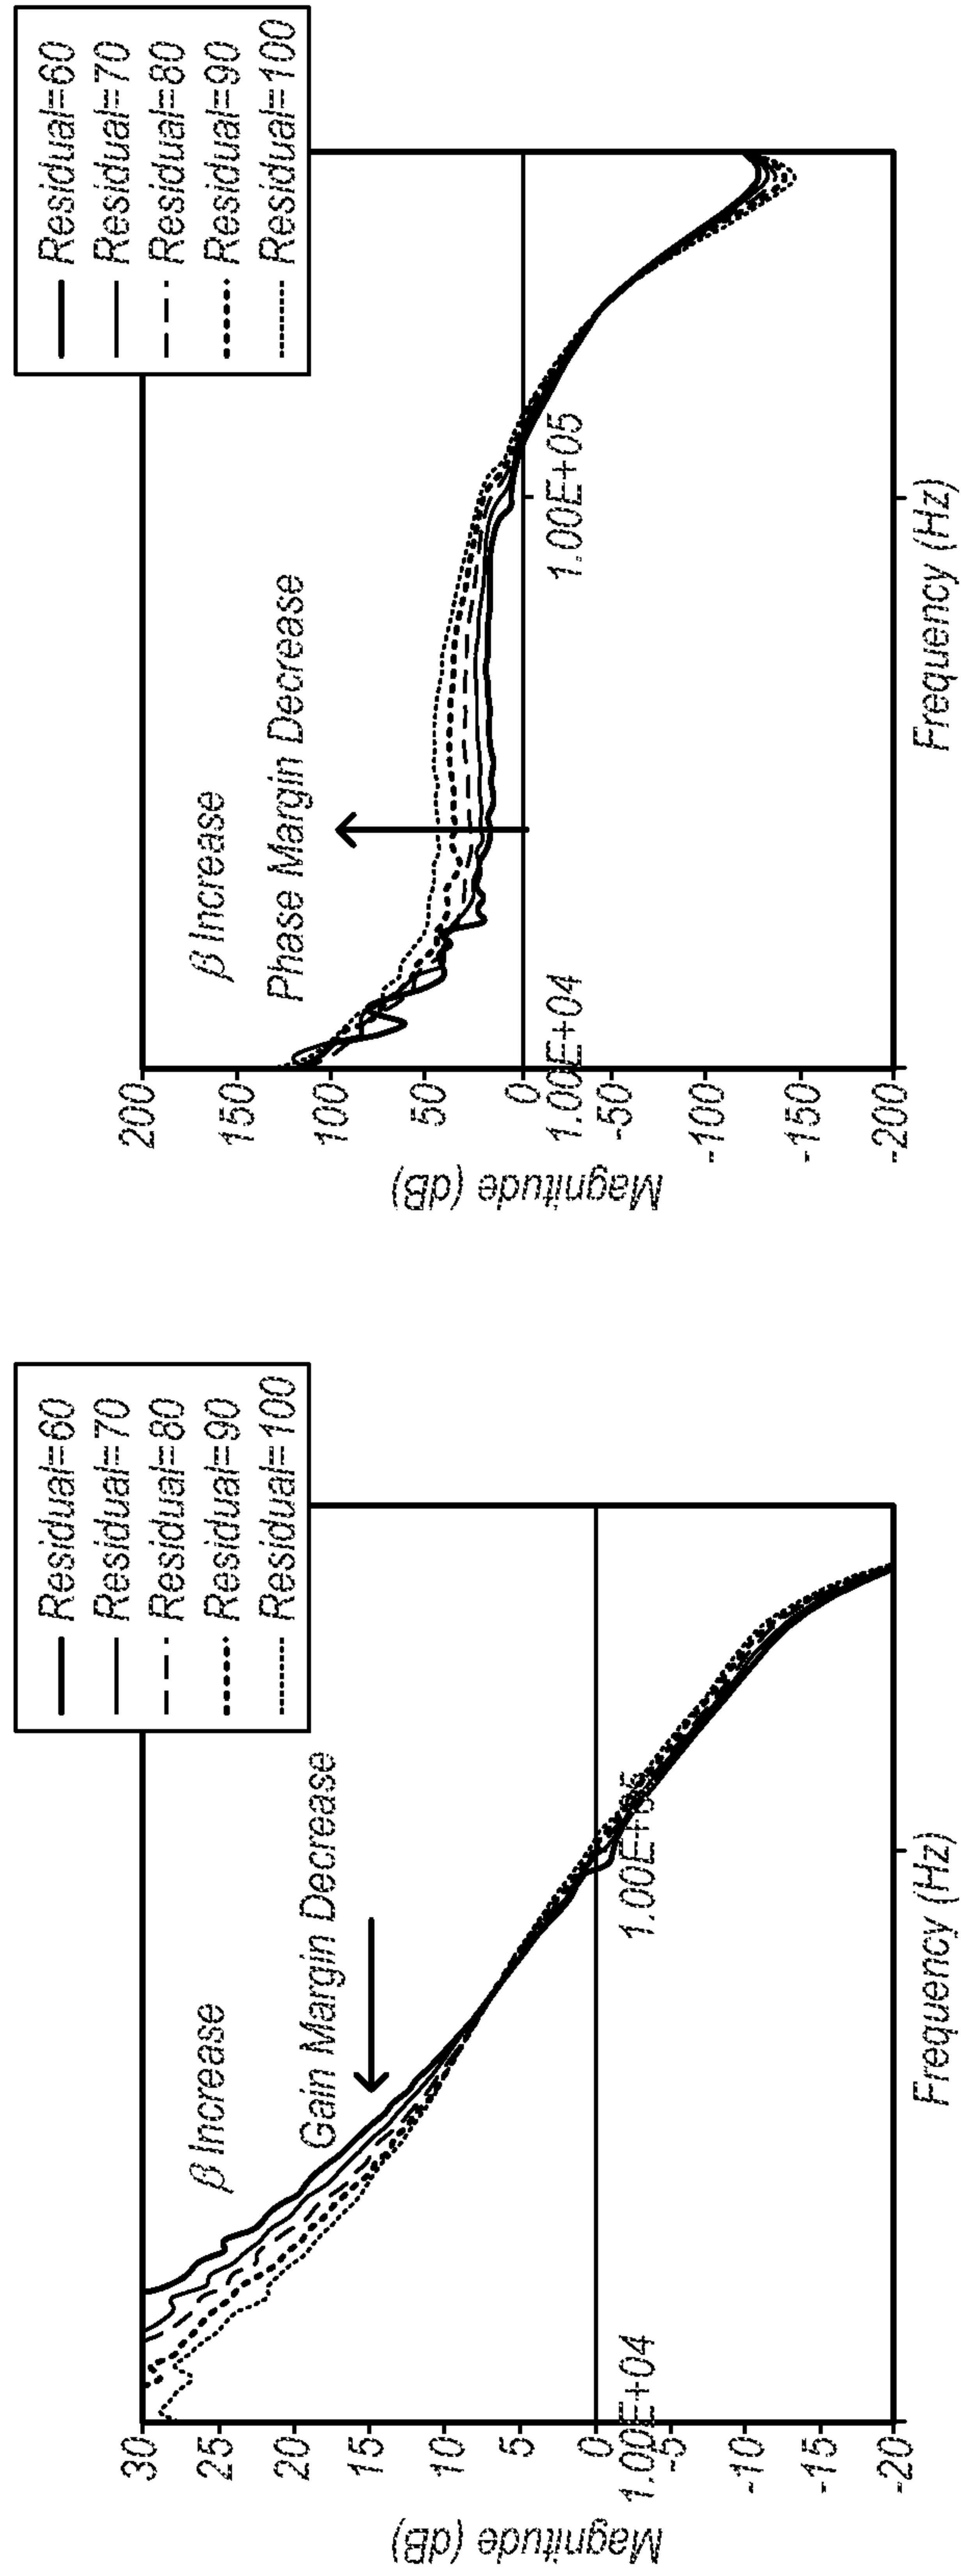 Residual=60
Residual=70
Residual=80
Residual=90
Residual=100
β Increase
Gain Margin Decrease
30
25
20
15
10
5
0
-5
-10
-15
-20
Magnitude (dB)
1.00E+04
1.00E+05
Frequency (Hz)
Residual=60
Residual=70
Residual=80
Residual=90
Residual=100
β Increase
Phase Margin Decrease
200
150
100
50
0
-50
-100
-150
-200
Magnitude (dB)
1.00E+04
1.00E+05
Frequency (Hz)